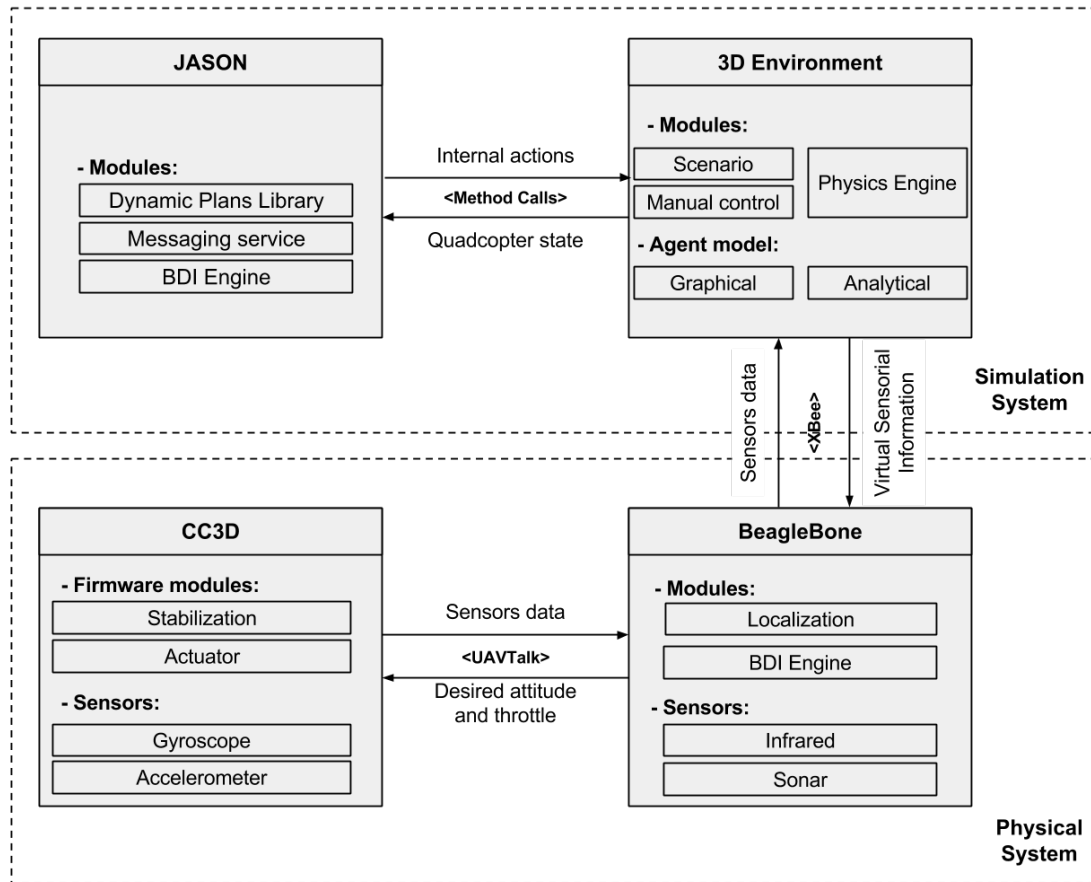 JASON
- Modules:
Dynamic Plans Library
Messaging service
BDI Engine
Internal actions
<Method Calls>
Quadcopter state
3D Environment
- Modules:
Scenario
Manual control
Physics Engine
- Agent model:
Graphical
Analytical
Simulation
System
Sensors data
<XBee>
Virtual Sensorial
Information
CC3D
- Firmware modules:
Stabilization
Actuator
- Sensors:
Gyroscope
Accelerometer
Sensors data
<UAVTalk>
Desired attitude
and throttle
BeagleBone
- Modules:
Localization
BDI Engine
- Sensors:
Infrared
Sonar
Physical
System